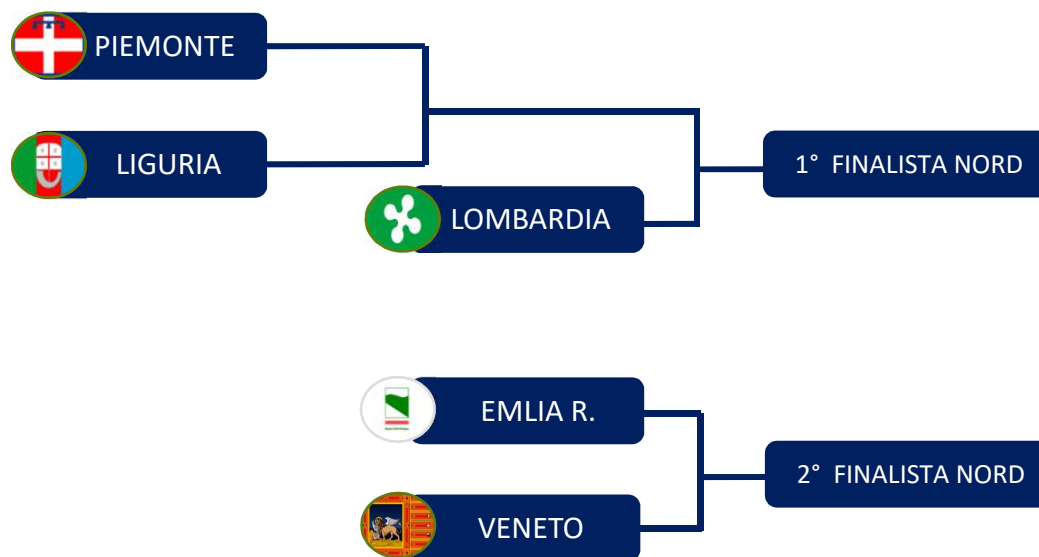 PIEMONTE
LIGURIA
1° FINALISTA NORD
LOMBARDIA
EMLIA R.
2° FINALISTA NORD
VENETO